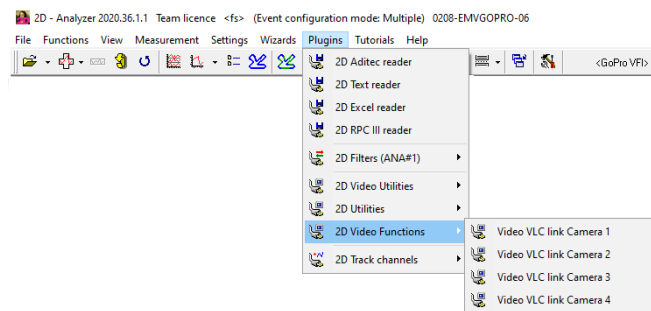 2D - Analyzer 2020.36.1.1 Team licence <fs> (Event configuration mode: Multiple) 0208-EMVGOPRO-06
File Functions View Measurement Settings Wizards Plugins Tutorials Help
<GoPro VFI>
2D Aditec reader
2D Text reader
2D Excel reader
2D RPC III reader
2D Filters (ANA#1)
2D Video Utilities
2D Utilities
2D Video Functions
2D Track channels
Video VLC link Camera 1
Video VLC link Camera 2
Video VLC link Camera 3
Video VLC link Camera 4